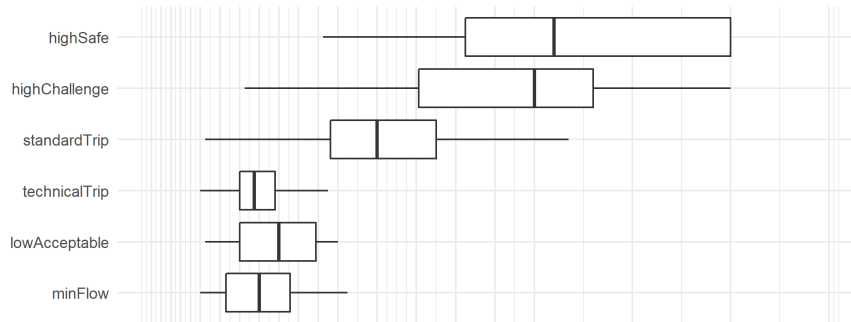 highSafe
highChallenge
standardTrip
technicalTrip
lowAcceptable
minFlow